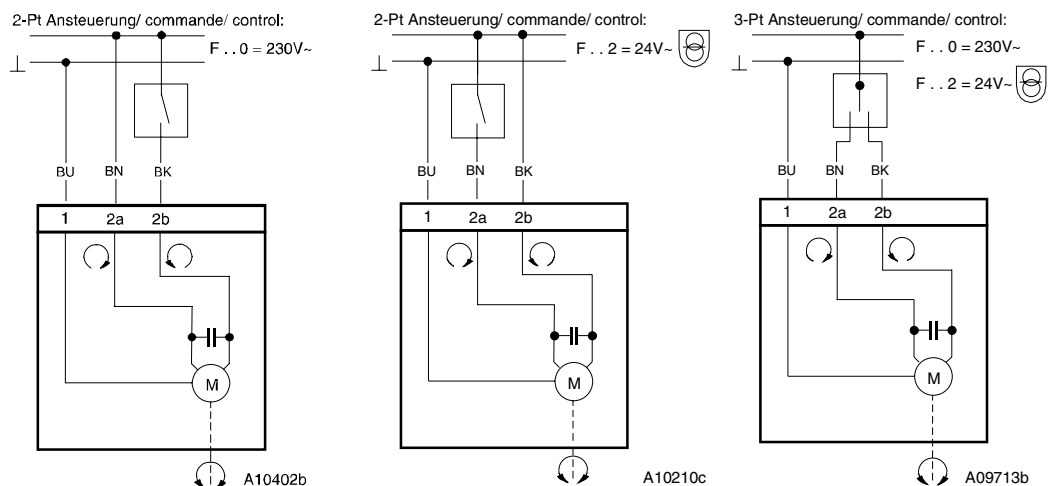 2-Pt Ansteuerung/ commande/ control:
F . . 0 = 230V~
⊥
BU BN BK
1 2a 2b
M
A10402b
2-Pt Ansteuerung/ commande/ control:
F . . 2 = 24V~
⊥
BU BN BK
1 2a 2b
M
A10210c
3-Pt Ansteuerung/ commande/ control:
F . . 0 = 230V~
⊥
F . . 2 = 24V~
BU BN BK
1 2a 2b
M
A09713b